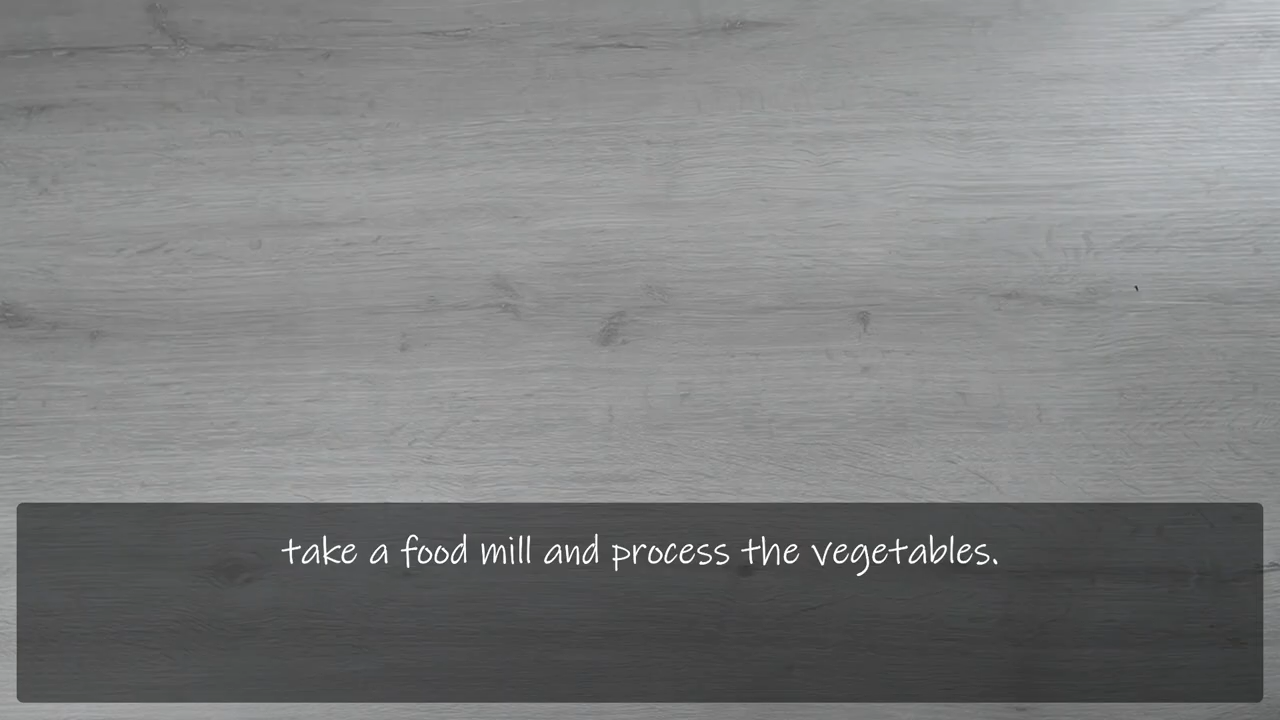 take a food mill and process the vegetables.